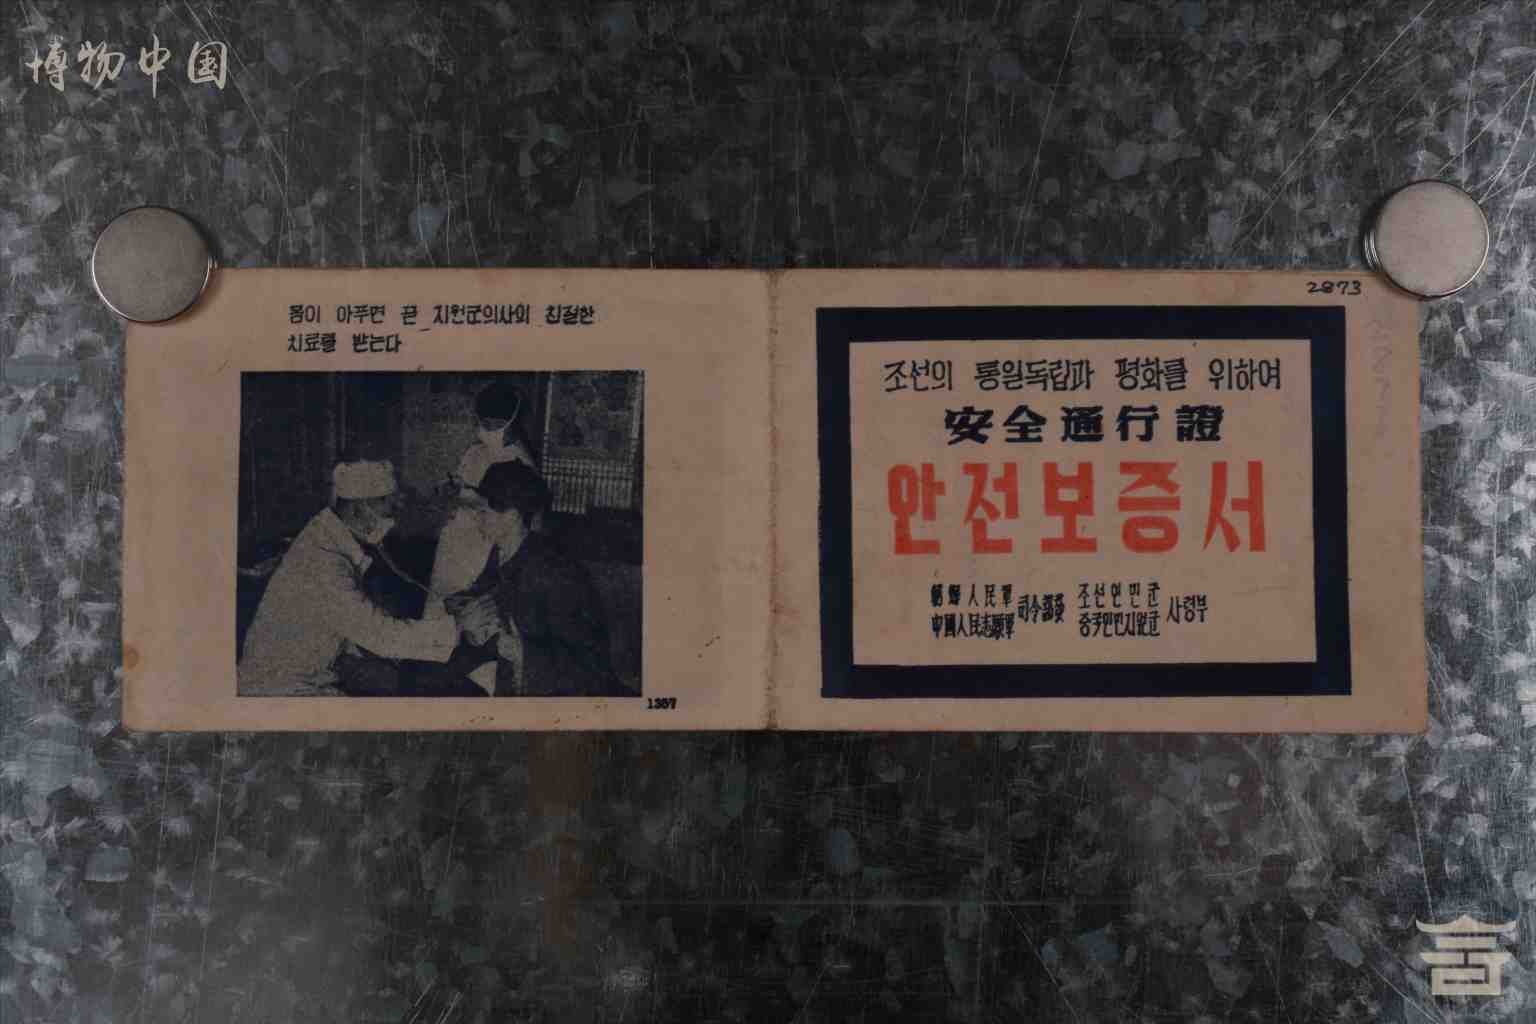 博物中国
몸이 아푸면 곧 지원군의사의 친절한
치료를 받는다
1357
2873
조선의 통일독립과 평화를 위하여
安全通行證
안전보증서
朝鮮人民軍 司令部發 조선인민군 사령부
中國人民志願軍 중국인민지원군